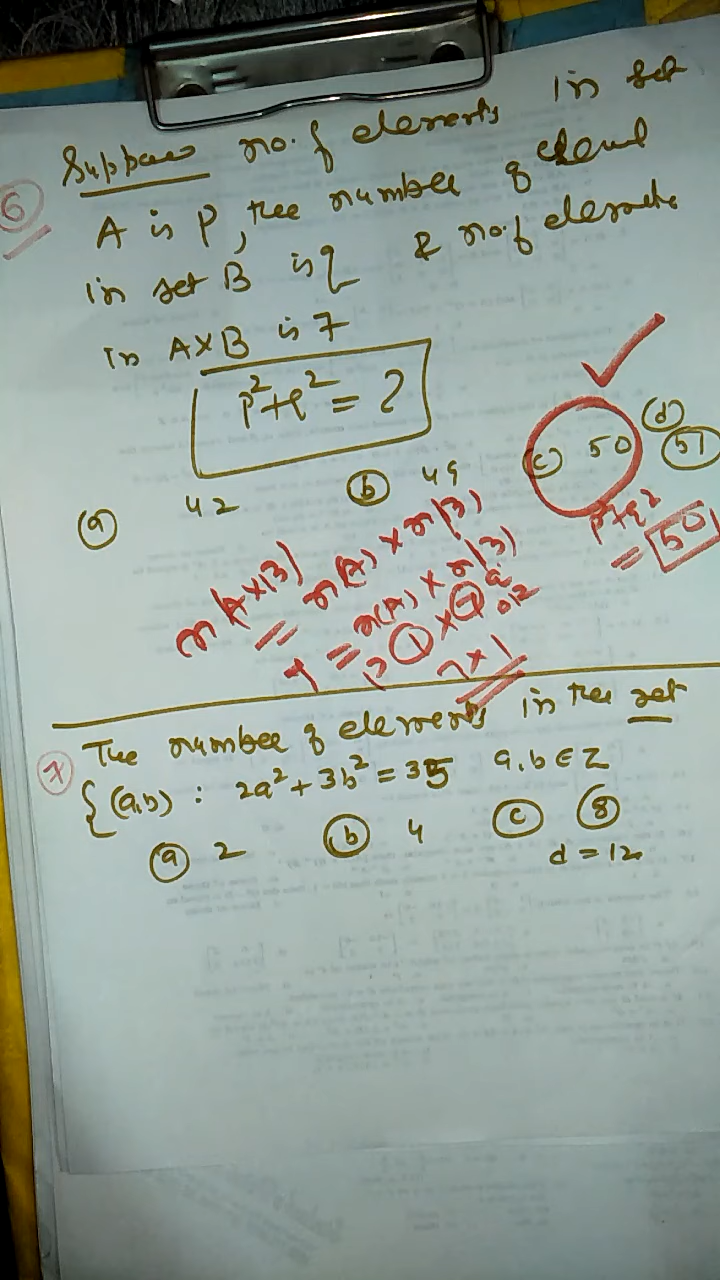 6 Suppose no. of elements in set
A is P, the number of element
in set B is q & no. of elements
in A×B is 7
p²+q² = ?
(a) 42 (b) 49 (c) 50 (d) 51
n(A×B)
= n(A) × n(B)
7 = n(A) × n(B)
1 × 7 or
7×1
p²+q²
= 50
7 The number of elements in the set
{(a,b) : 2a²+3b² = 35 a,b ∈ Z
(a) 2 (b) 4 (c) 8
d = 12